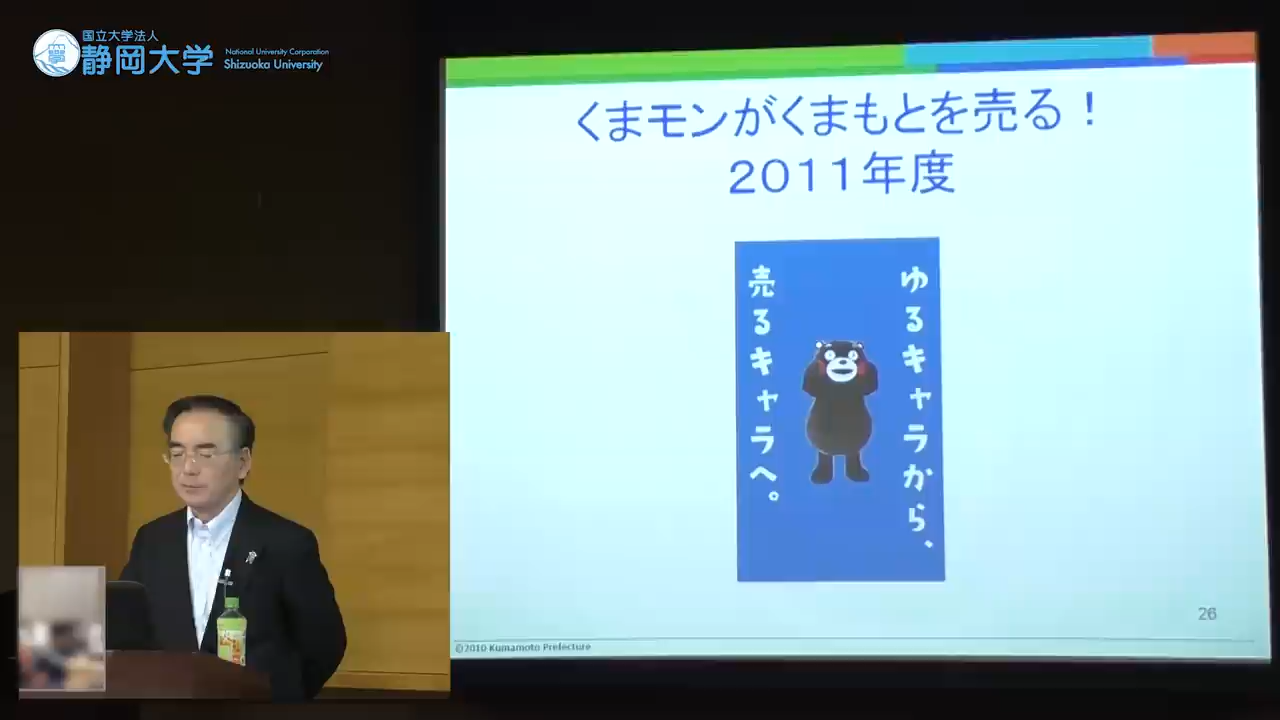 国立大学法人
静岡大学
National University Corporation
Shizuoka University
くまモンがくまもとを売る！
２０１１年度
ゆるキャラから、
売るキャラへ。
26
©2010 Kumamoto Prefecture